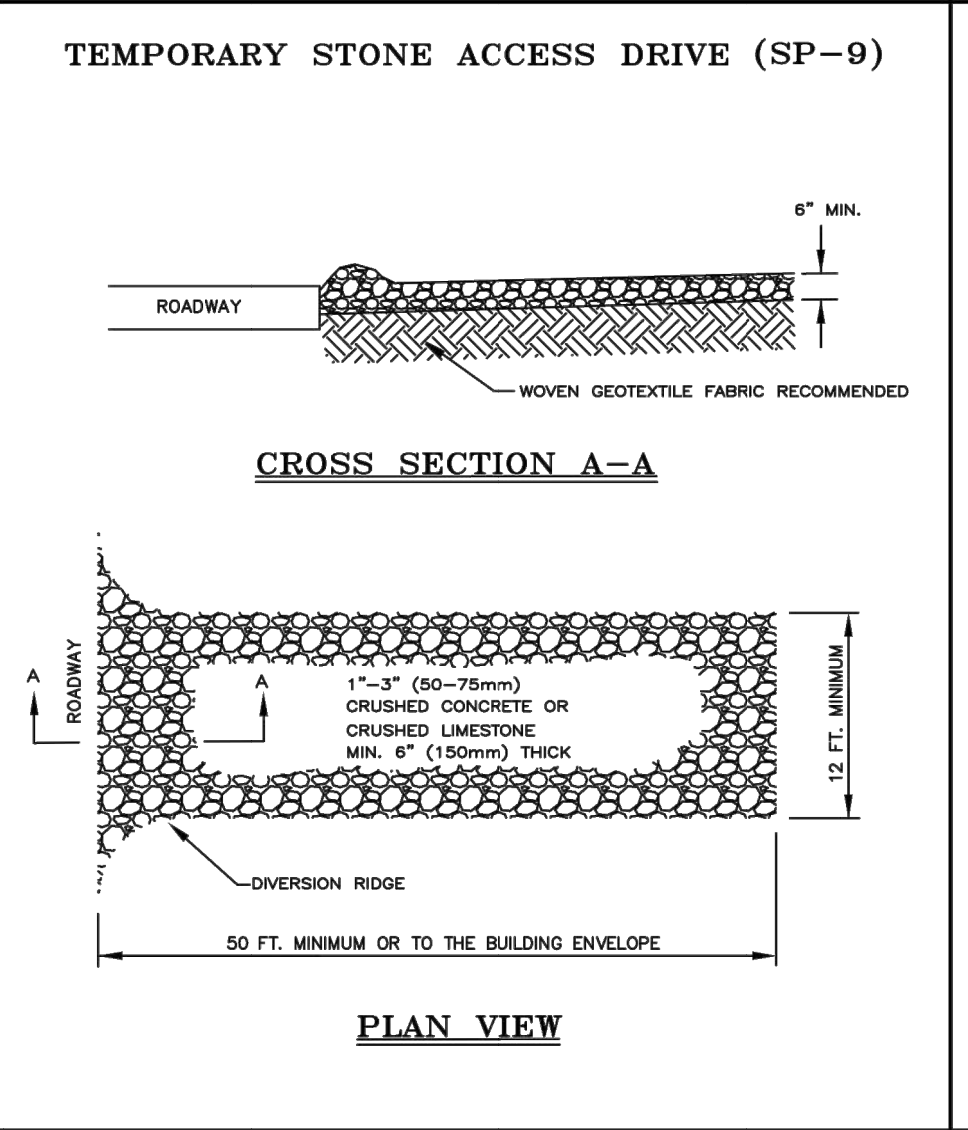 TEMPORARY STONE ACCESS DRIVE (SP-9)
6" MIN.
ROADWAY
WOVEN GEOTEXTILE FABRIC RECOMMENDED
CROSS SECTION A-A
A
ROADWAY
A
1"-3" (50-75mm)
CRUSHED CONCRETE OR
CRUSHED LIMESTONE
MIN. 6" (150mm) THICK
12 FT. MINIMUM
DIVERSION RIDGE
50 FT. MINIMUM OR TO THE BUILDING ENVELOPE
PLAN VIEW